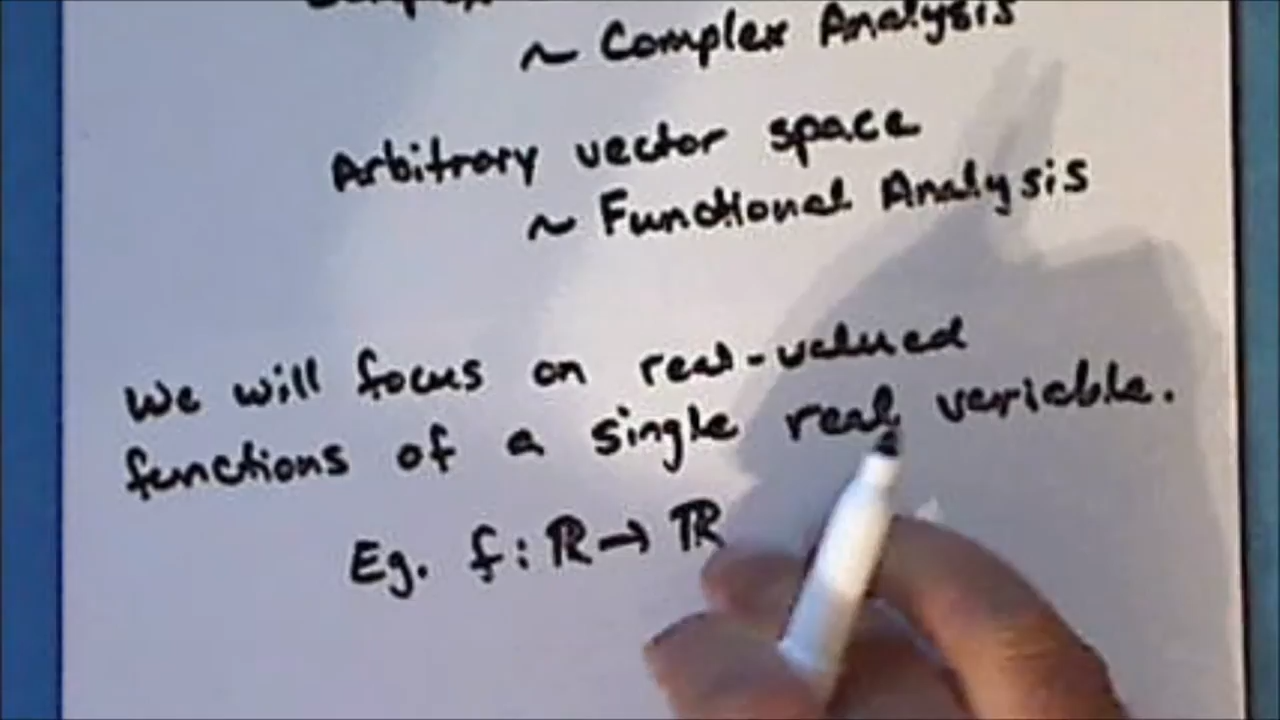 Complex
~ Complex Analysis
Arbitrary vector space
~ Functional Analysis
We will focus on real-valued
functions of a single real variable.
Eg. f: ℝ→ ℝ